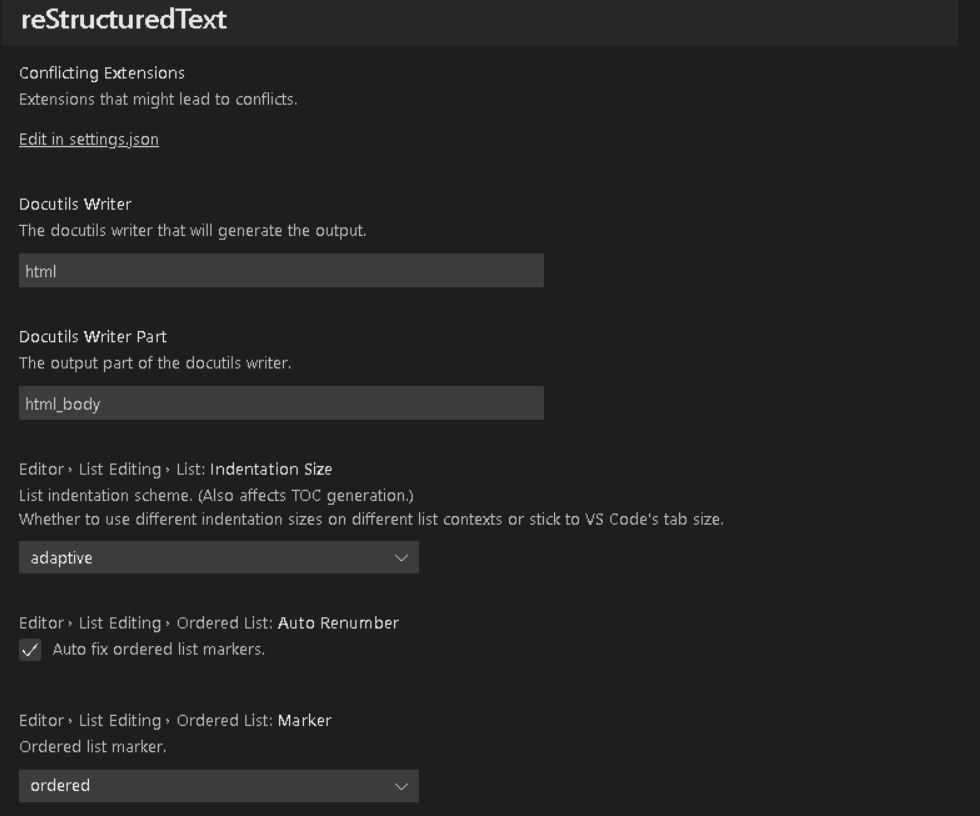 reStructuredText
Conflicting Extensions
Extensions that might lead to conflicts.
Edit in settings.json
Docutils Writer
The docutils writer that will generate the output.
html
Docutils Writer Part
The output part of the docutils writer.
html_body
Editor › List Editing › List: Indentation Size
List indentation scheme. (Also affects TOC generation.)
Whether to use different indentation sizes on different list contexts or stick to VS Code's tab size.
adaptive
Editor › List Editing › Ordered List: Auto Renumber
Auto fix ordered list markers.
Editor › List Editing › Ordered List: Marker
Ordered list marker.
ordered